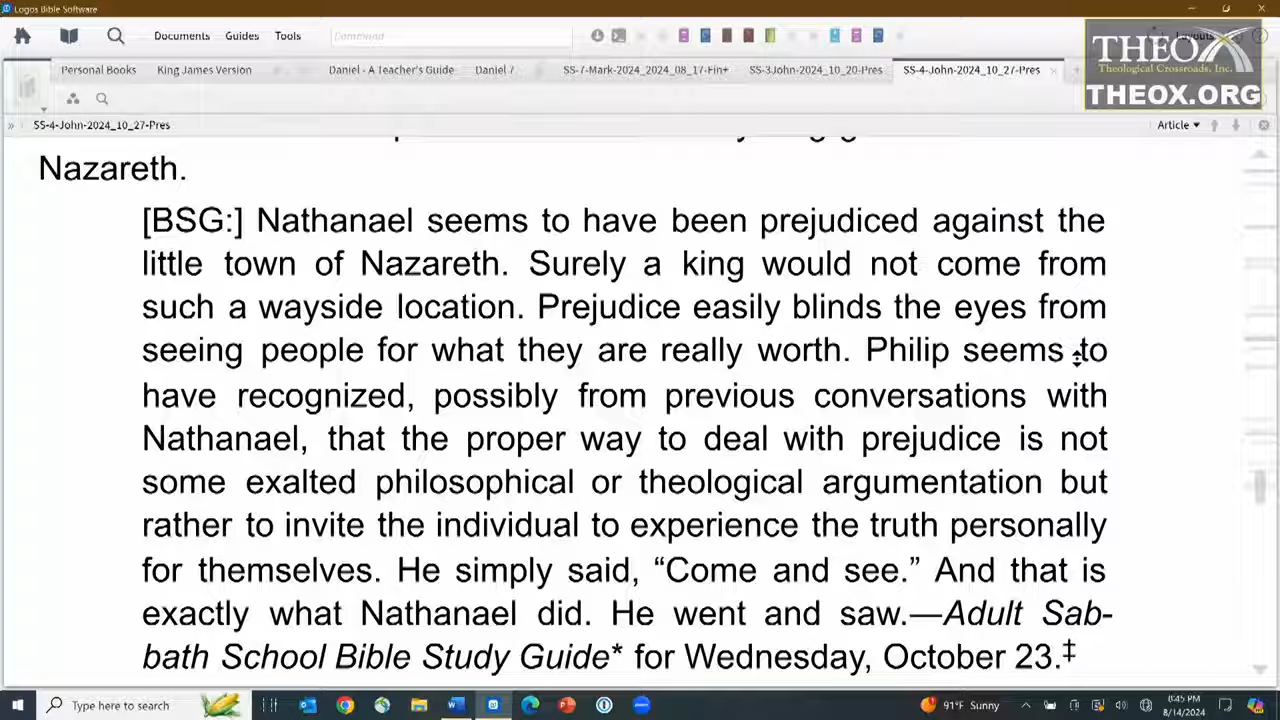 Logos Bible Software
Documents Guides Tools Command
Layouts
THEOX
Theological Crossroads, Inc.
THEOX.ORG
Personal Books King James Version Daniel - A Teacher's SS-7-Mark-2024_2024_08_17-Fin+ SS-3John-2024_10_20-Pres SS-4-John-2024_10_27-Pres
SS-4-John-2024_10_27-Pres Article
Nazareth.
[BSG:] Nathanael seems to have been prejudiced against the
little town of Nazareth. Surely a king would not come from
such a wayside location. Prejudice easily blinds the eyes from
seeing people for what they are really worth. Philip seems to
have recognized, possibly from previous conversations with
Nathanael, that the proper way to deal with prejudice is not
some exalted philosophical or theological argumentation but
rather to invite the individual to experience the truth personally
for themselves. He simply said, “Come and see.” And that is
exactly what Nathanael did. He went and saw.—Adult Sab-
bath School Bible Study Guide* for Wednesday, October 23.‡
Type here to search 91°F Sunny
8/14/2024